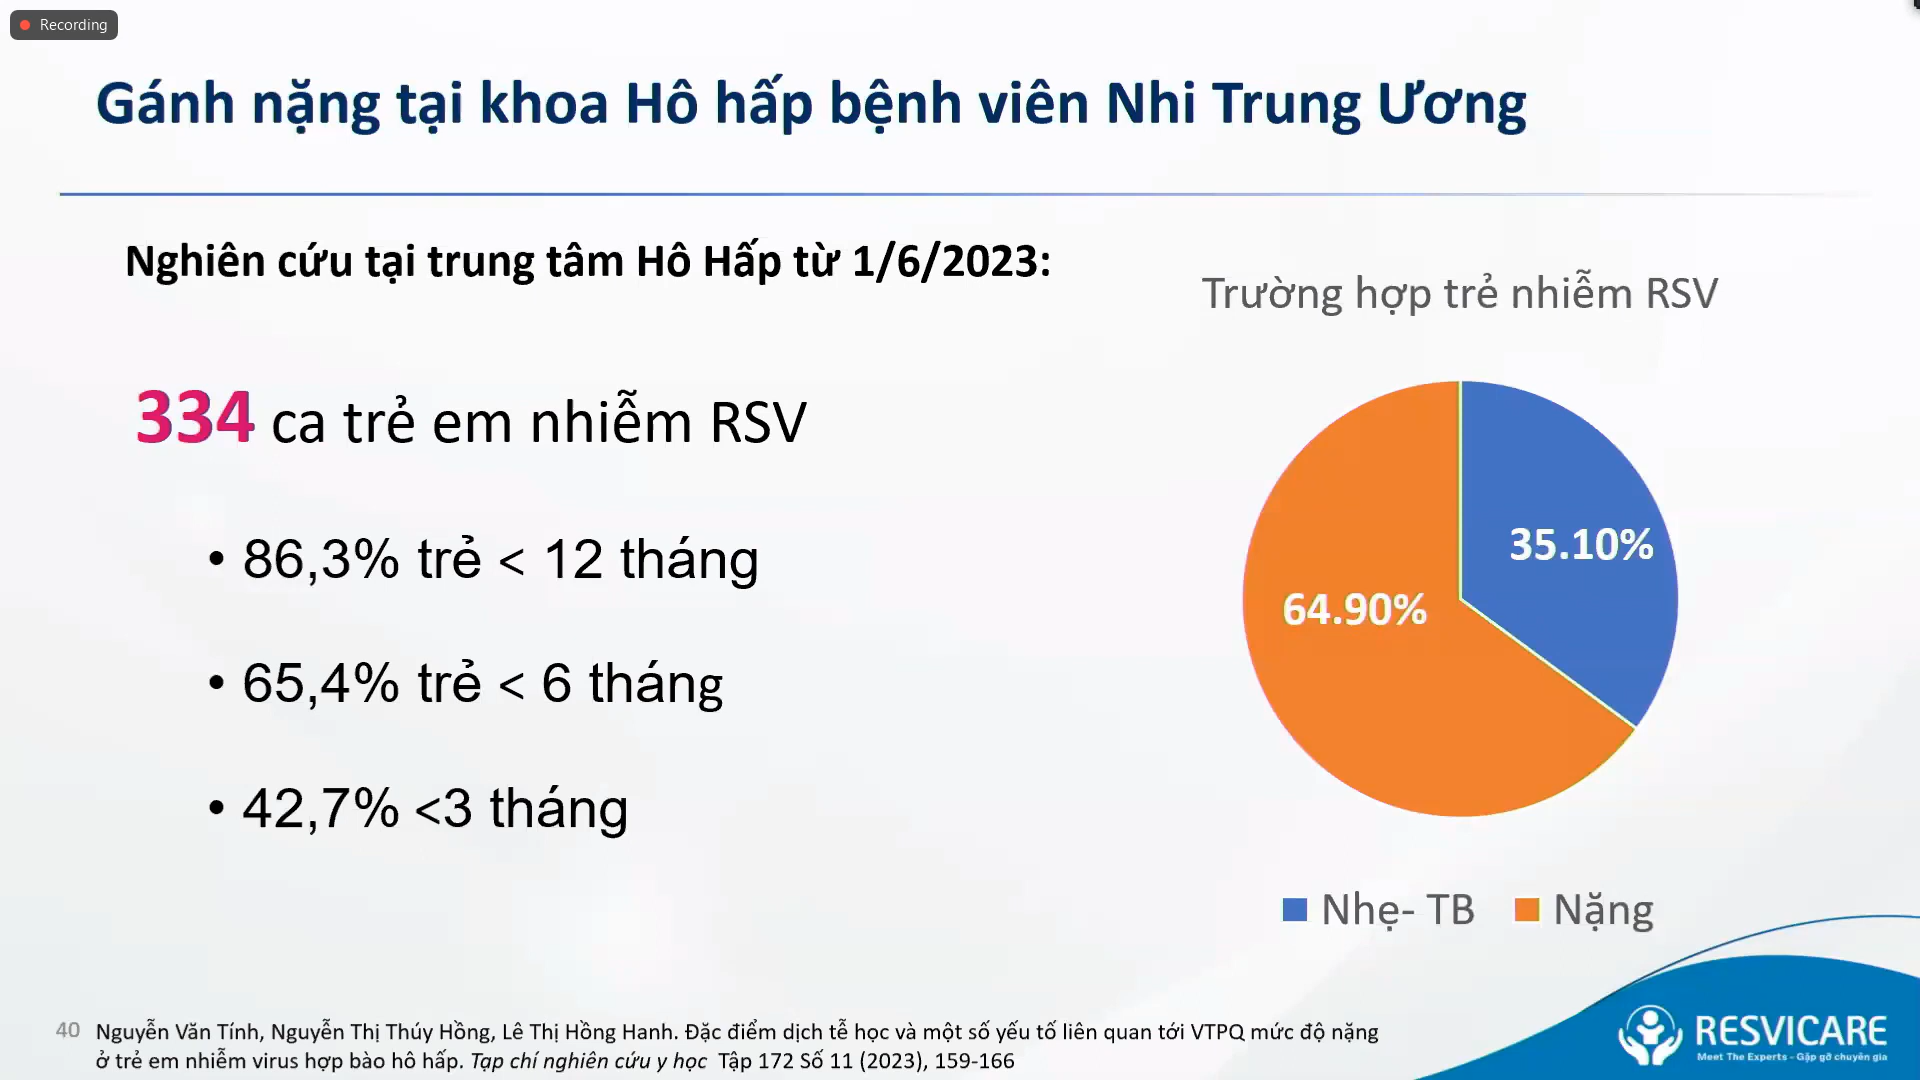 Recording
Gánh nặng tại khoa Hô hấp bệnh viên Nhi Trung Ương
Nghiên cứu tại trung tâm Hô Hấp từ 1/6/2023:
334 ca trẻ em nhiễm RSV
• 86,3% trẻ < 12 tháng
• 65,4% trẻ < 6 tháng
• 42,7% <3 tháng
Trường hợp trẻ nhiễm RSV
35.10%
64.90%
Nhẹ- TB Nặng
40
Nguyễn Văn Tính, Nguyễn Thị Thúy Hồng, Lê Thị Hồng Hanh. Đặc điểm dịch tễ học và một số yếu tố liên quan tới VTPQ mức độ nặng
ở trẻ em nhiễm virus hợp bào hô hấp. Tạp chí nghiên cứu y học Tập 172 Số 11 (2023), 159-166
RESVICARE
Meet The Experts - Gặp gỡ chuyên gia